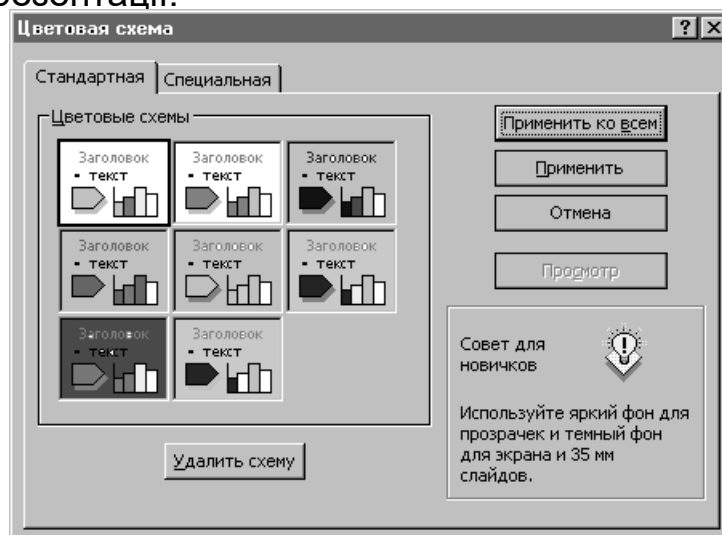 резентації.
Цветовая схема
Стандартная Специальная
Цветовые схемы
Заголовок Заголовок Заголовок
▪ текст ▪ текст ▪ текст
Заголовок Заголовок Заголовок
▪ текст ▪ текст ▪ текст
Заголовок Заголовок
▪ текст ▪ текст
Удалить схему
Применить ко всем
Применить
Отмена
Просмотр
Совет для
новичков
Используйте яркий фон для
прозрачек и темный фон
для экрана и 35 мм
слайдов.